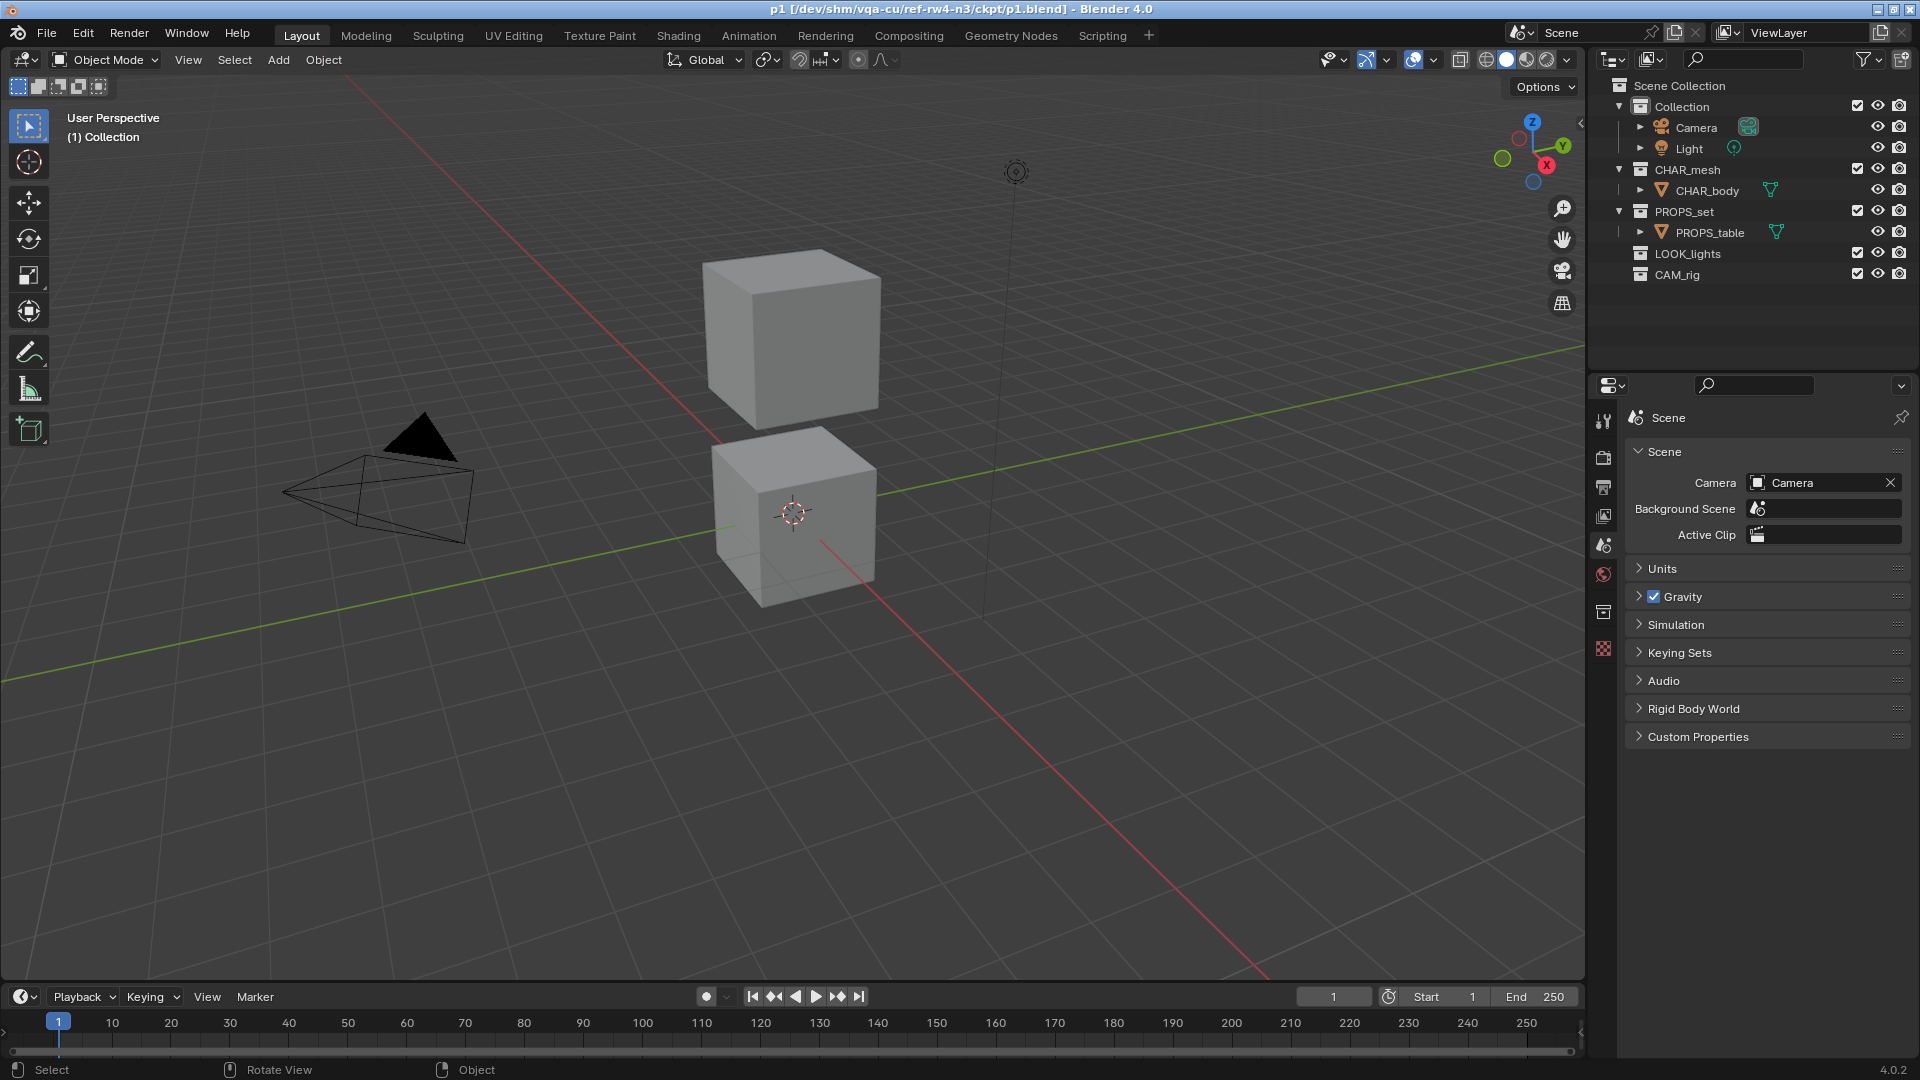 p1 [/dev/shm/vqa-cu/ref-rw4-n3/ckpt/p1.blend] - Blender 4.0
File Edit Render Window Help
Layout Modeling Sculpting UV Editing Texture Paint Shading Animation Rendering Compositing Geometry Nodes Scripting
Scene
ViewLayer
Object Mode View Select Add Object
Global
Options
User Perspective
(1) Collection
Z
Y
X
Scene Collection
Collection
Camera
Light
CHAR_mesh
CHAR_body
PROPS_set
PROPS_table
LOOK_lights
CAM_rig
Scene
Scene
Camera Camera
Background Scene
Active Clip
Units
Gravity
Simulation
Keying Sets
Audio
Rigid Body World
Custom Properties
Playback Keying View Marker
1 Start 1 End 250
1 10 20 30 40 50 60 70 80 90 100 110 120 130 140 150 160 170 180 190 200 210 220 230 240 250
Select Rotate View Object 4.0.2